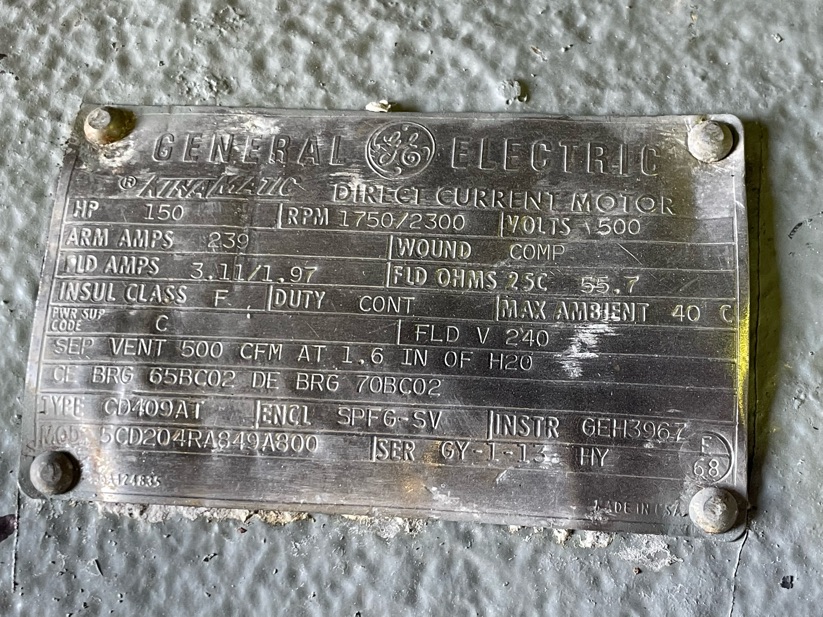 GENERAL GE ELECTRIC
® KINAMATIC DIRECT CURRENT MOTOR
HP 150 RPM 1750/2300 VOLTS 500
ARM AMPS 239 WOUND COMP
FLD AMPS 3.11/1.97 FLD OHMS 25C 55.7
INSUL CLASS F DUTY CONT MAX AMBIENT 40 C
PWR SUP CODE C FLD V 240
SEP VENT 500 CFM AT 1.6 IN OF H20
CE BRG 65BC02 DE BRG 70BC02
TYPE CD409AT ENCL SPFG-SV INSTR GEH3967
MOD. 5CD204RA849A800 SER GY-1-13 HY
F 68
MADE IN U.S.A.